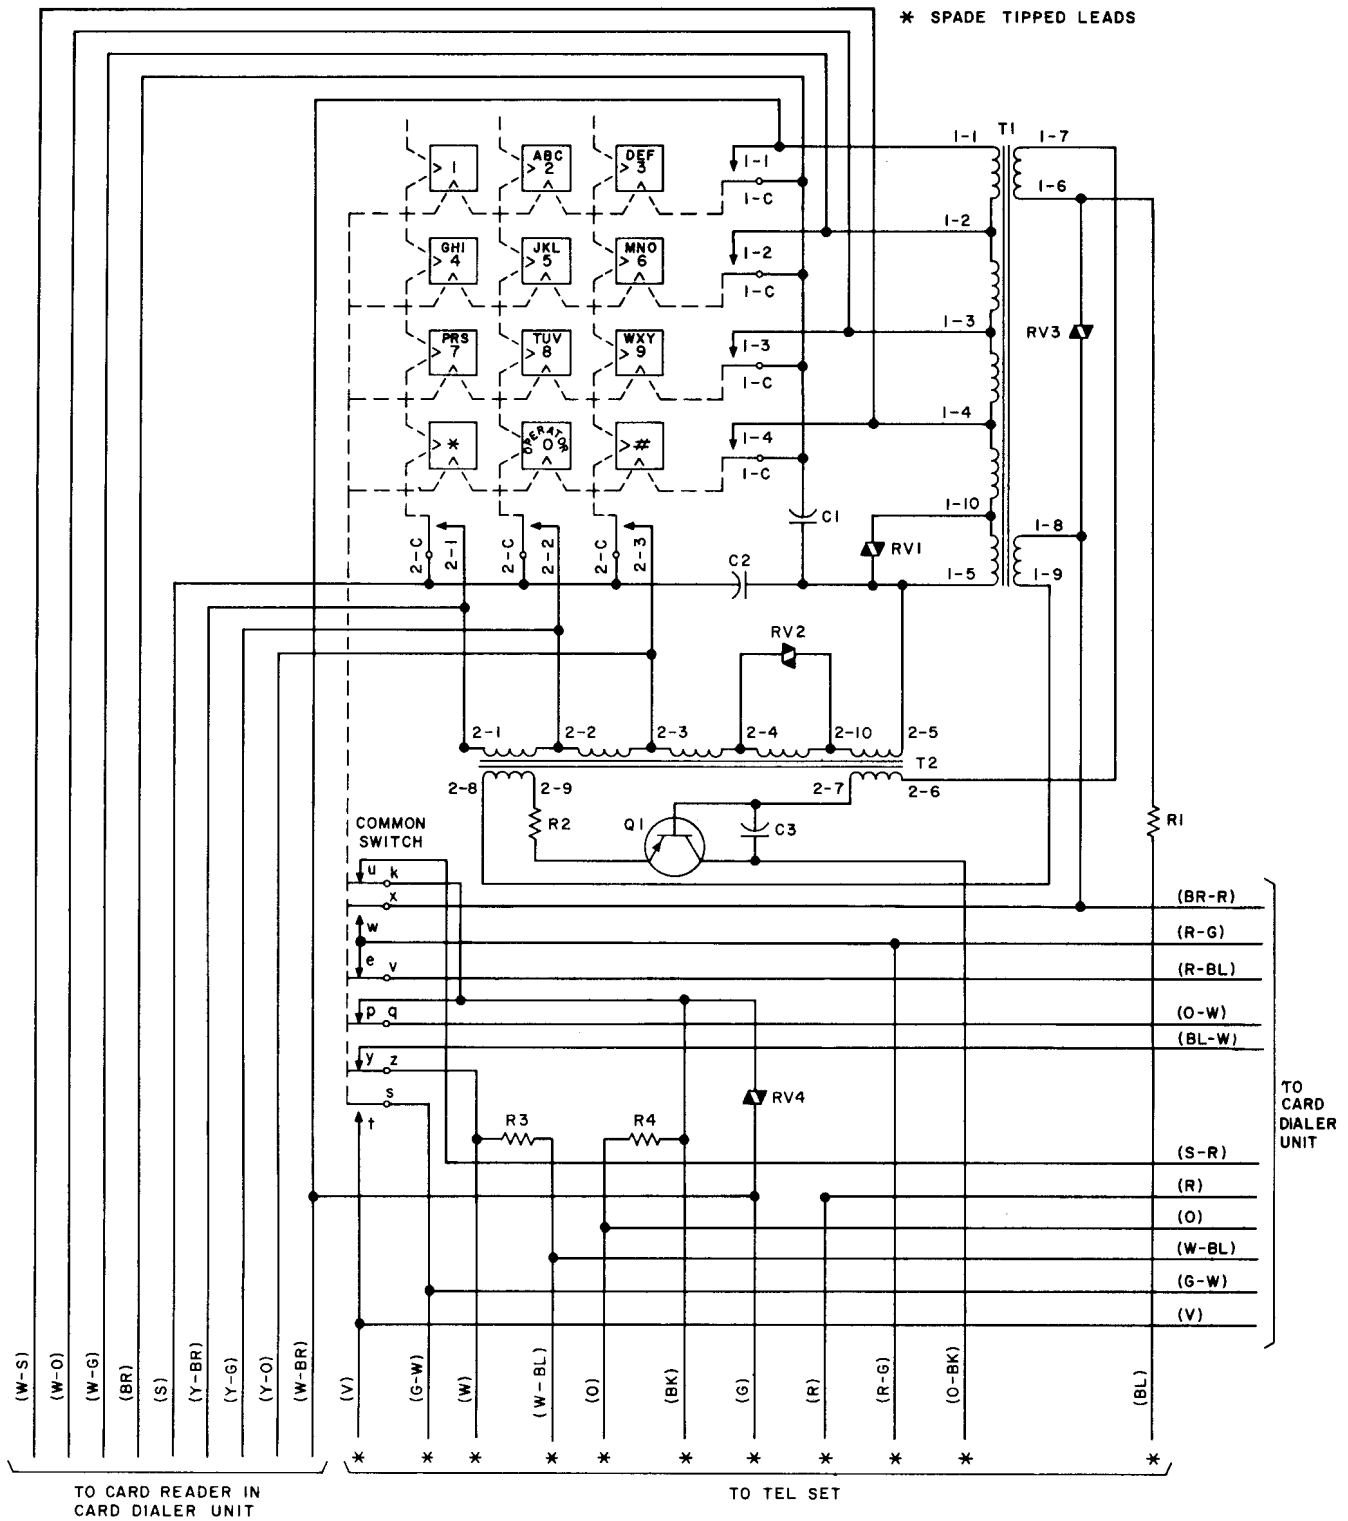 * SPADE TIPPED LEADS
1-1 T1 1-7
1 ABC 2 DEF 3 1-1 1-6
1-C
1-2
GHI 4 JKL 5 MNO 6 1-2
1-C
1-3 RV3
PRS 7 TUV 8 WXY 9 1-3
1-C
1-4
* OPERATOR 0 # 1-4
1-C
1-10
C1 1-8
2-C 2-1 2-C 2-2 2-C 2-3 RV1
C2 1-5 1-9
RV2
2-1 2-2 2-3 2-4 2-10 2-5
T2
2-8 2-9 2-7 2-6
R2 Q1 C3 R1
COMMON
SWITCH
u k
x (BR-R)
w (R-G)
e v (R-BL)
p q (O-W)
(BL-W)
y z
s RV4
t R3 R4
TO
CARD
DIALER
UNIT
(S-R)
(R)
(O)
(W-BL)
(G-W)
(V)
(W-S) (W-O) (W-G) (BR) (S) (Y-BR) (Y-G) (Y-O) (W-BR) (V) (G-W) (W) (W-BL) (O) (BK) (G) (R) (R-G) (O-BK) (BL)
* * * * * * * * * * *
TO CARD READER IN
CARD DIALER UNIT
TO TEL SET